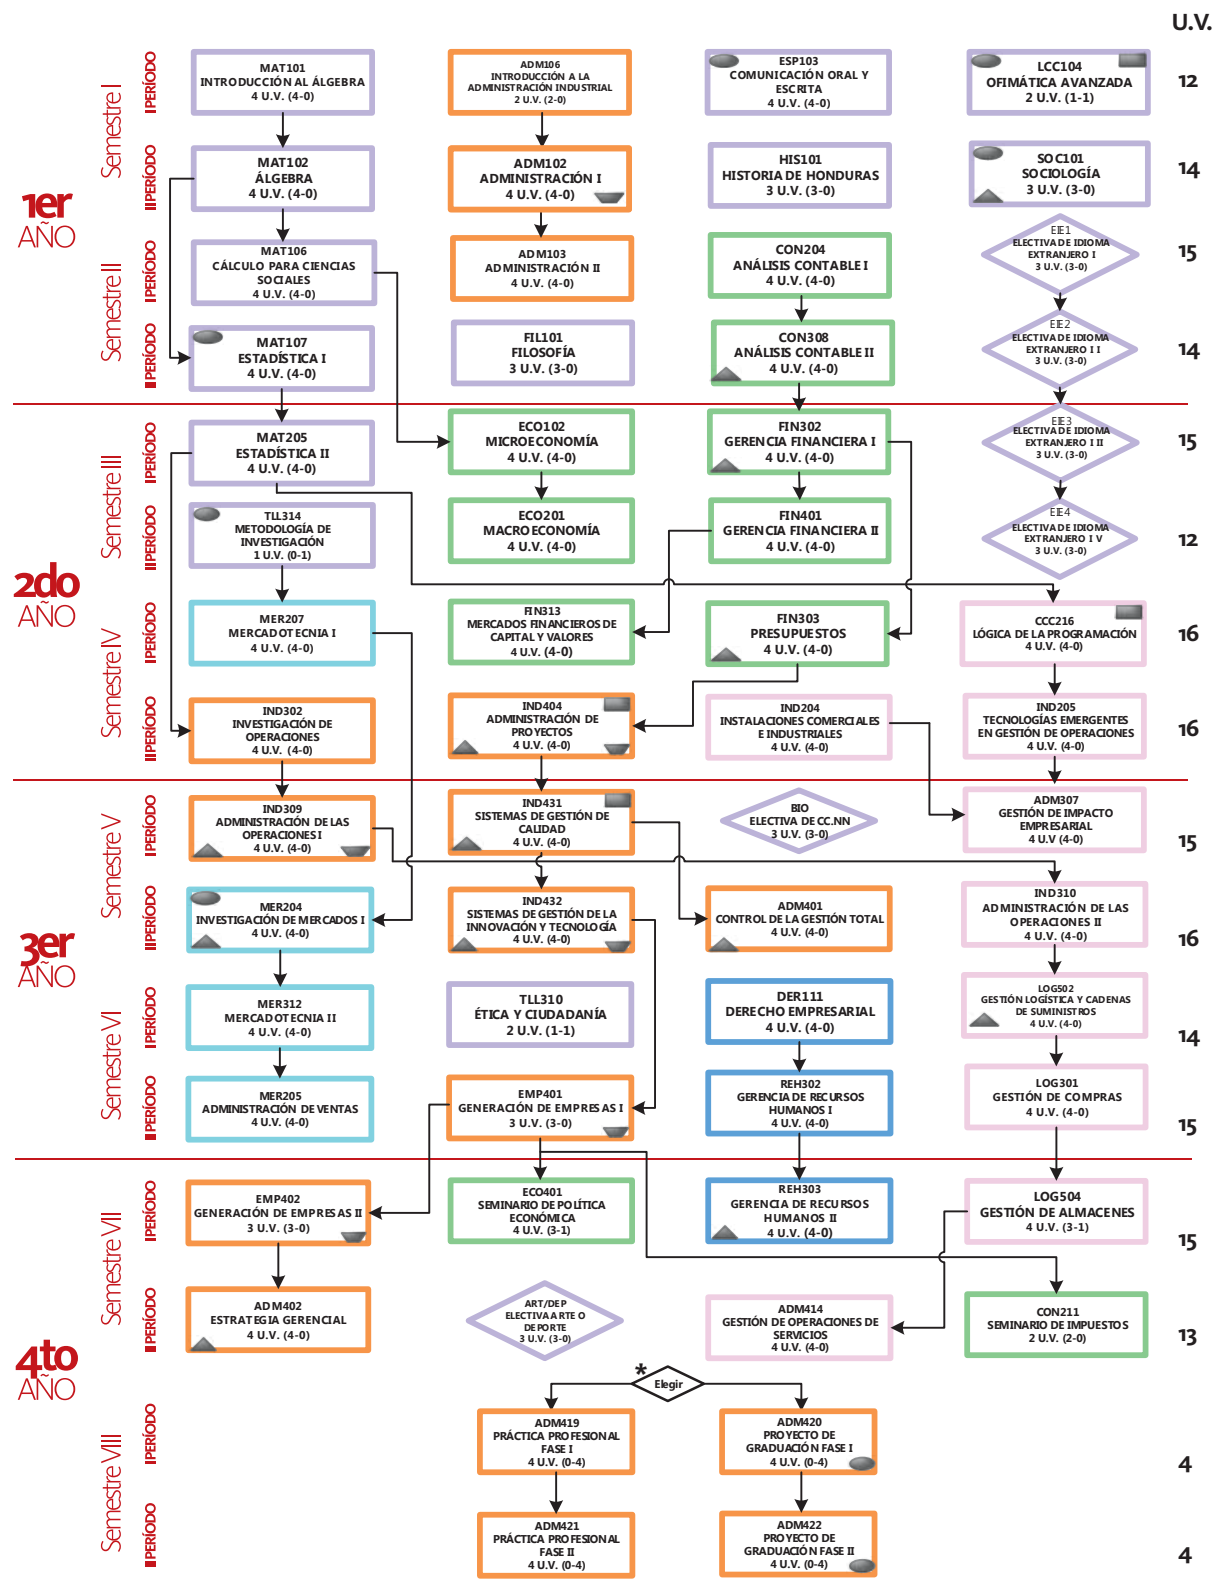 U.V.
1er
AÑO
Semestre I
I PERÍODO
MAT101
INTRODUCCIÓN AL ÁLGEBRA
4 U.V. (4-0)
ADM106
INTRODUCCIÓN A LA
ADMINISTRACIÓN INDUSTRIAL
2 U.V. (2-0)
ESP103
COMUNICACIÓN ORAL Y
ESCRITA
4 U.V. (4-0)
LCC104
OFIMÁTICA AVANZADA
2 U.V. (1-1)
12
II PERÍODO
MAT102
ÁLGEBRA
4 U.V. (4-0)
ADM102
ADMINISTRACIÓN I
4 U.V. (4-0)
HIS101
HISTORIA DE HONDURAS
3 U.V. (3-0)
SOC101
SOCIOLOGÍA
3 U.V. (3-0)
14
Semestre II
I PERÍODO
MAT106
CÁLCULO PARA CIENCIAS
SOCIALES
4 U.V. (4-0)
ADM103
ADMINISTRACIÓN II
4 U.V. (4-0)
CON204
ANÁLISIS CONTABLE I
4 U.V. (4-0)
EIE1
ELECTIVA DE IDIOMA
EXTRANJERO I
3 U.V. (3-0)
15
II PERÍODO
MAT107
ESTADÍSTICA I
4 U.V. (4-0)
FIL101
FILOSOFÍA
3 U.V. (3-0)
CON308
ANÁLISIS CONTABLE II
4 U.V. (4-0)
EIE2
ELECTIVA DE IDIOMA
EXTRANJERO I I
3 U.V. (3-0)
14
2do
AÑO
Semestre III
I PERÍODO
MAT205
ESTADÍSTICA II
4 U.V. (4-0)
ECO102
MICROECONOMÍA
4 U.V. (4-0)
FIN302
GERENCIA FINANCIERA I
4 U.V. (4-0)
EIE3
ELECTIVA DE IDIOMA
EXTRANJERO I II
3 U.V. (3-0)
15
II PERÍODO
TLL314
METODOLOGÍA DE
INVESTIGACIÓN
1 U.V. (0-1)
ECO201
MACROECONOMÍA
4 U.V. (4-0)
FIN401
GERENCIA FINANCIERA II
4 U.V. (4-0)
EIE4
ELECTIVA DE IDIOMA
EXTRANJERO I V
3 U.V. (3-0)
12
Semestre IV
I PERÍODO
MER207
MERCADOTECNIA I
4 U.V. (4-0)
FIN313
MERCADOS FINANCIEROS DE
CAPITAL Y VALORES
4 U.V. (4-0)
FIN303
PRESUPUESTOS
4 U.V. (4-0)
CCC216
LÓGICA DE LA PROGRAMACIÓN
4 U.V. (4-0)
16
II PERÍODO
IND302
INVESTIGACIÓN DE
OPERACIONES
4 U.V. (4-0)
IND404
ADMINISTRACIÓN DE
PROYECTOS
4 U.V. (4-0)
IND204
INSTALACIONES COMERCIALES
E INDUSTRIALES
4 U.V. (4-0)
IND205
TECNOLOGÍAS EMERGENTES
EN GESTIÓN DE OPERACIONES
4 U.V. (4-0)
16
3er
AÑO
Semestre V
I PERÍODO
IND309
ADMINISTRACIÓN DE LAS
OPERACIONES I
4 U.V. (4-0)
IND431
SISTEMAS DE GESTIÓN DE
CALIDAD
4 U.V. (4-0)
BIO
ELECTIVA DE CC.NN
3 U.V. (3-0)
ADM307
GESTIÓN DE IMPACTO
EMPRESARIAL
4 U.V (4-0)
15
II PERÍODO
MER204
INVESTIGACIÓN DE MERCADOS I
4 U.V. (4-0)
IND432
SISTEMAS DE GESTIÓN DE LA
INNOVACIÓN Y TECNOLOGÍA
4 U.V. (4-0)
ADM401
CONTROL DE LA GESTIÓN TOTAL
4 U.V. (4-0)
IND310
ADMINISTRACIÓN DE LAS
OPERACIONES II
4 U.V. (4-0)
16
Semestre VI
I PERÍODO
MER312
MERCADOTECNIA II
4 U.V. (4-0)
TLL310
ÉTICA Y CIUDADANÍA
2 U.V. (1-1)
DER111
DERECHO EMPRESARIAL
4 U.V. (4-0)
LOG502
GESTIÓN LOGÍSTICA Y CADENAS
DE SUMINISTROS
4 U.V. (4-0)
14
II PERÍODO
MER205
ADMINISTRACIÓN DE VENTAS
4 U.V. (4-0)
EMP401
GENERACIÓN DE EMPRESAS I
3 U.V. (3-0)
REH302
GERENCIA DE RECURSOS
HUMANOS I
4 U.V. (4-0)
LOG301
GESTIÓN DE COMPRAS
4 U.V. (4-0)
15
4to
AÑO
Semestre VII
I PERÍODO
EMP402
GENERACIÓN DE EMPRESAS II
3 U.V. (3-0)
ECO401
SEMINARIO DE POLÍTICA
ECONÓMICA
4 U.V. (3-1)
REH303
GERENCIA DE RECURSOS
HUMANOS II
4 U.V. (4-0)
LOG504
GESTIÓN DE ALMACENES
4 U.V. (3-1)
15
II PERÍODO
ADM402
ESTRATEGIA GERENCIAL
4 U.V. (4-0)
ART/DEP
ELECTIVA ARTE O
DEPORTE
3 U.V. (3-0)
ADM414
GESTIÓN DE OPERACIONES DE
SERVICIOS
4 U.V. (4-0)
CON211
SEMINARIO DE IMPUESTOS
2 U.V. (2-0)
13
* Elegir
Semestre VIII
I PERÍODO
ADM419
PRÁCTICA PROFESIONAL
FASE I
4 U.V. (0-4)
ADM420
PROYECTO DE
GRADUACIÓN FASE I
4 U.V. (0-4)
4
II PERÍODO
ADM421
PRÁCTICA PROFESIONAL
FASE II
4 U.V. (0-4)
ADM422
PROYECTO DE
GRADUACIÓN FASE II
4 U.V. (0-4)
4